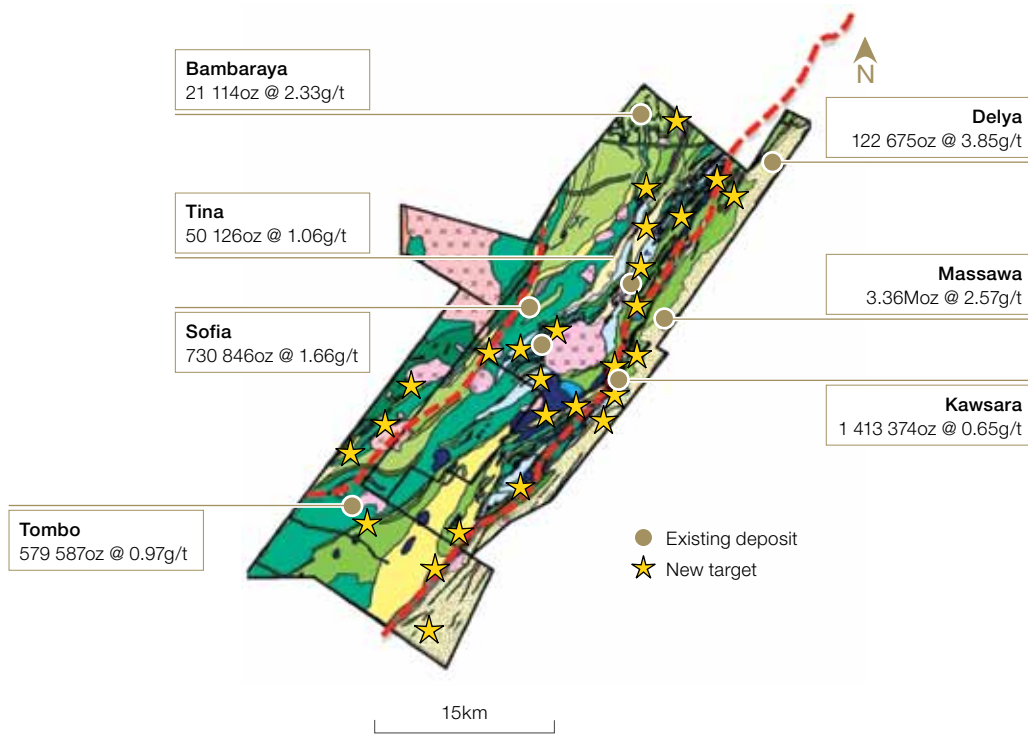 Bambaraya
21 114oz @ 2.33g/t
N
Delya
122 675oz @ 3.85g/t
Tina
50 126oz @ 1.06g/t
Massawa
3.36Moz @ 2.57g/t
Sofia
730 846oz @ 1.66g/t
Kawsara
1 413 374oz @ 0.65g/t
Tombo
579 587oz @ 0.97g/t
Existing deposit
New target
15km